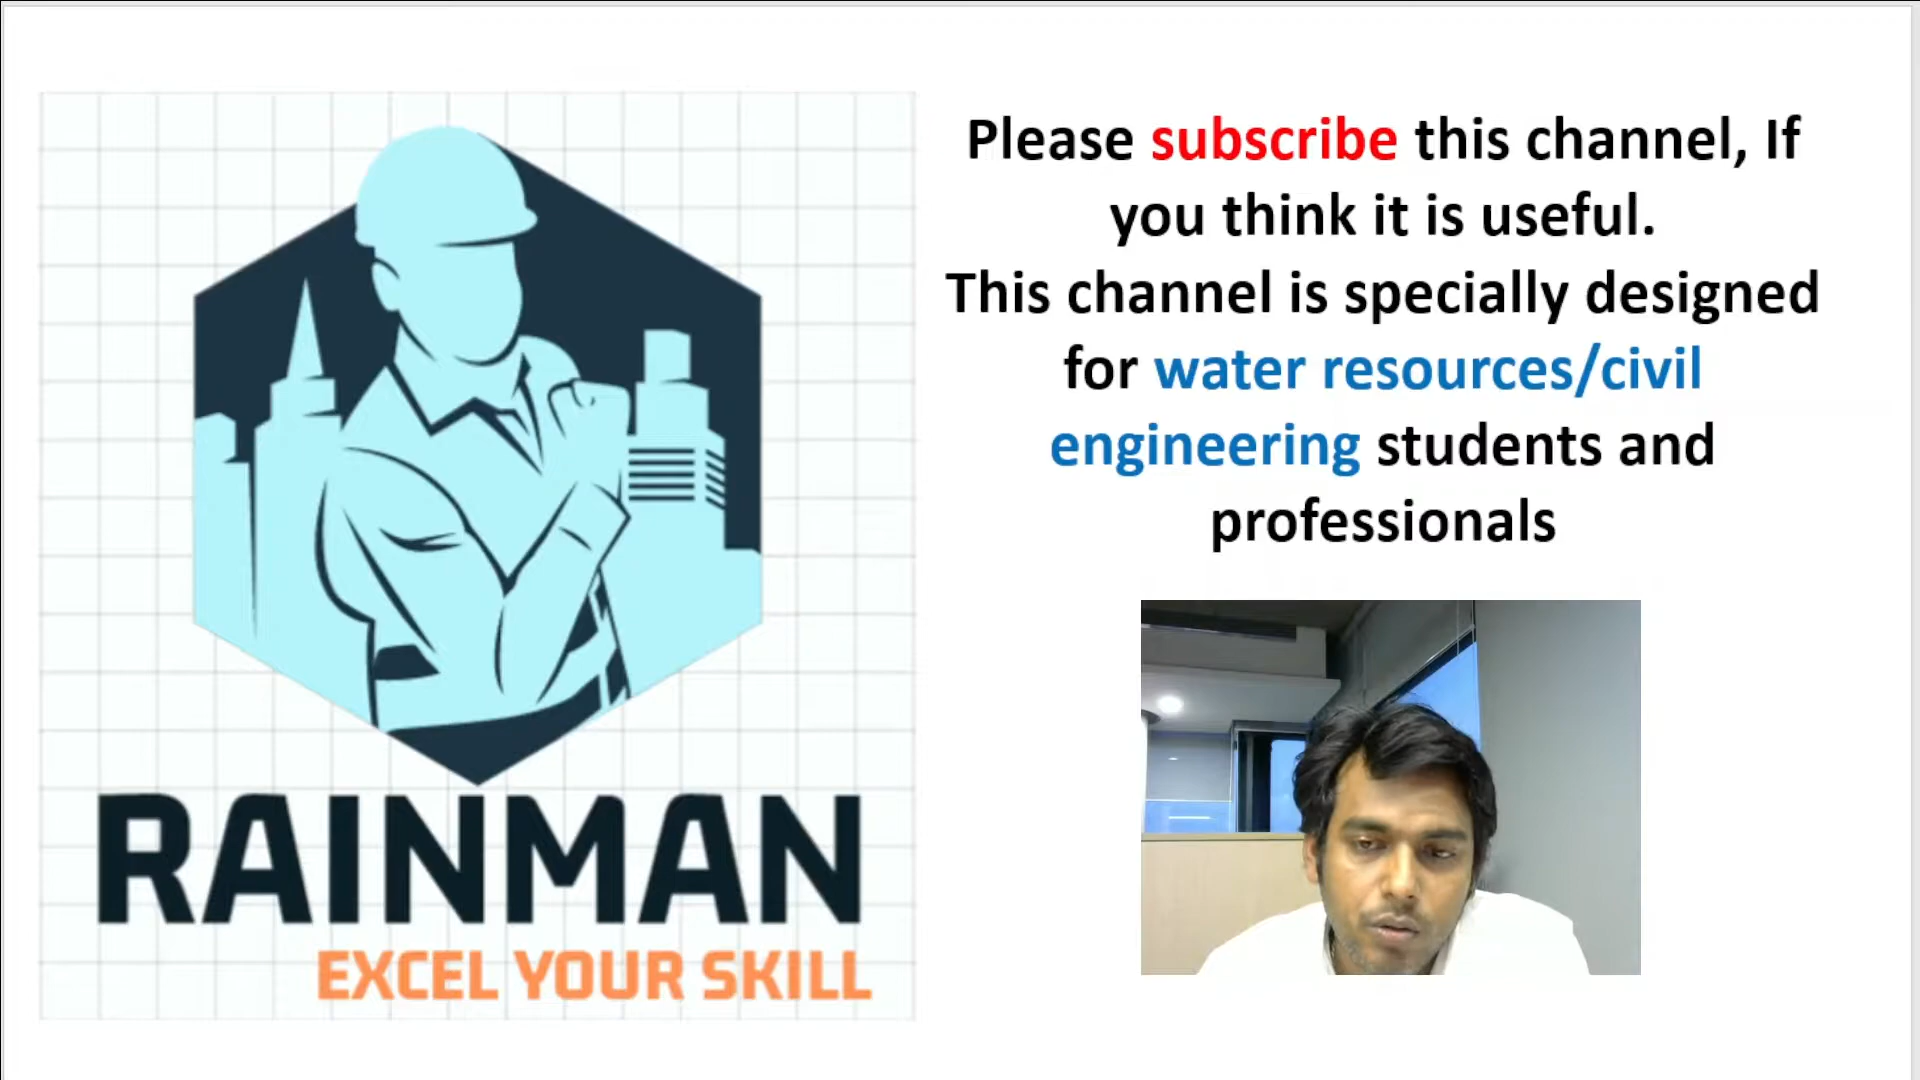 Please subscribe this channel, If
you think it is useful.
This channel is specially designed
for water resources/civil
engineering students and
professionals
RAINMAN
EXCEL YOUR SKILL